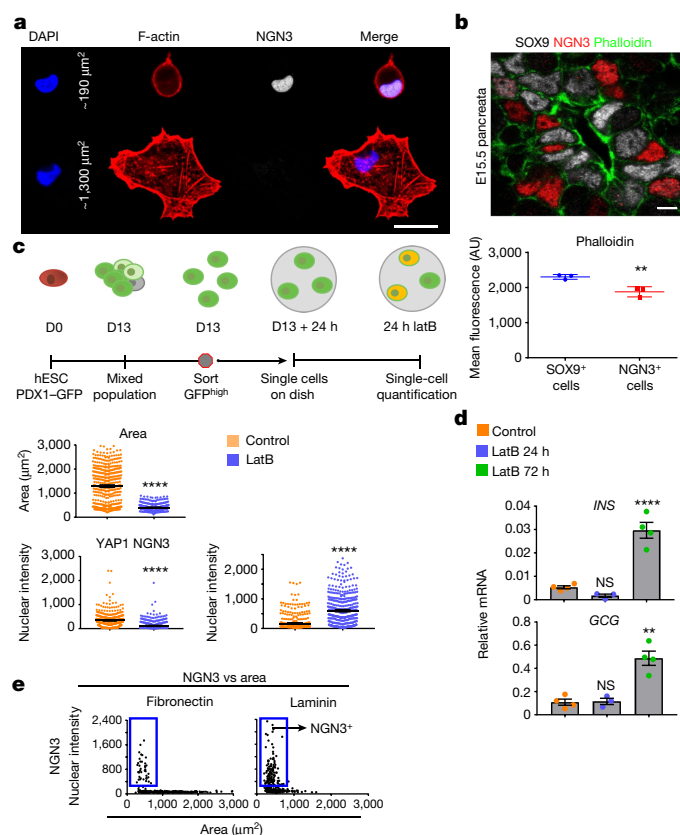 a
DAPI F-actin NGN3 Merge
~190 μm²
~1,300 μm²
b
SOX9 NGN3 Phalloidin
E15.5 pancreata
Phalloidin
Mean fluorescence (AU)
3,000
2,000
1,000
0
**
SOX9⁺ cells
NGN3⁺ cells
c
D0 D13 D13 D13 + 24 h 24 h latB
hESC PDX1–GFP
Mixed population
Sort GFPhigh
Single cells on dish
Single-cell quantification
Area
Control
LatB
Area (μm²)
3,000
2,000
1,000
0
****
YAP1 NGN3
Nuclear intensity
3,000
2,000
1,000
0
****
Nuclear intensity
2,000
1,000
0
****
d
Control
LatB 24 h
LatB 72 h
Relative mRNA
INS
0.04
0.03
0.02
0.01
0
NS
****
GCG
0.8
0.6
0.4
0.2
0
NS
**
e
NGN3 vs area
Fibronectin Laminin
NGN3
Nuclear intensity
2,400
1,600
800
0
NGN3⁺
0 1,000 2,000 3,000
0 1,000 2,000 3,000
Area (μm²)